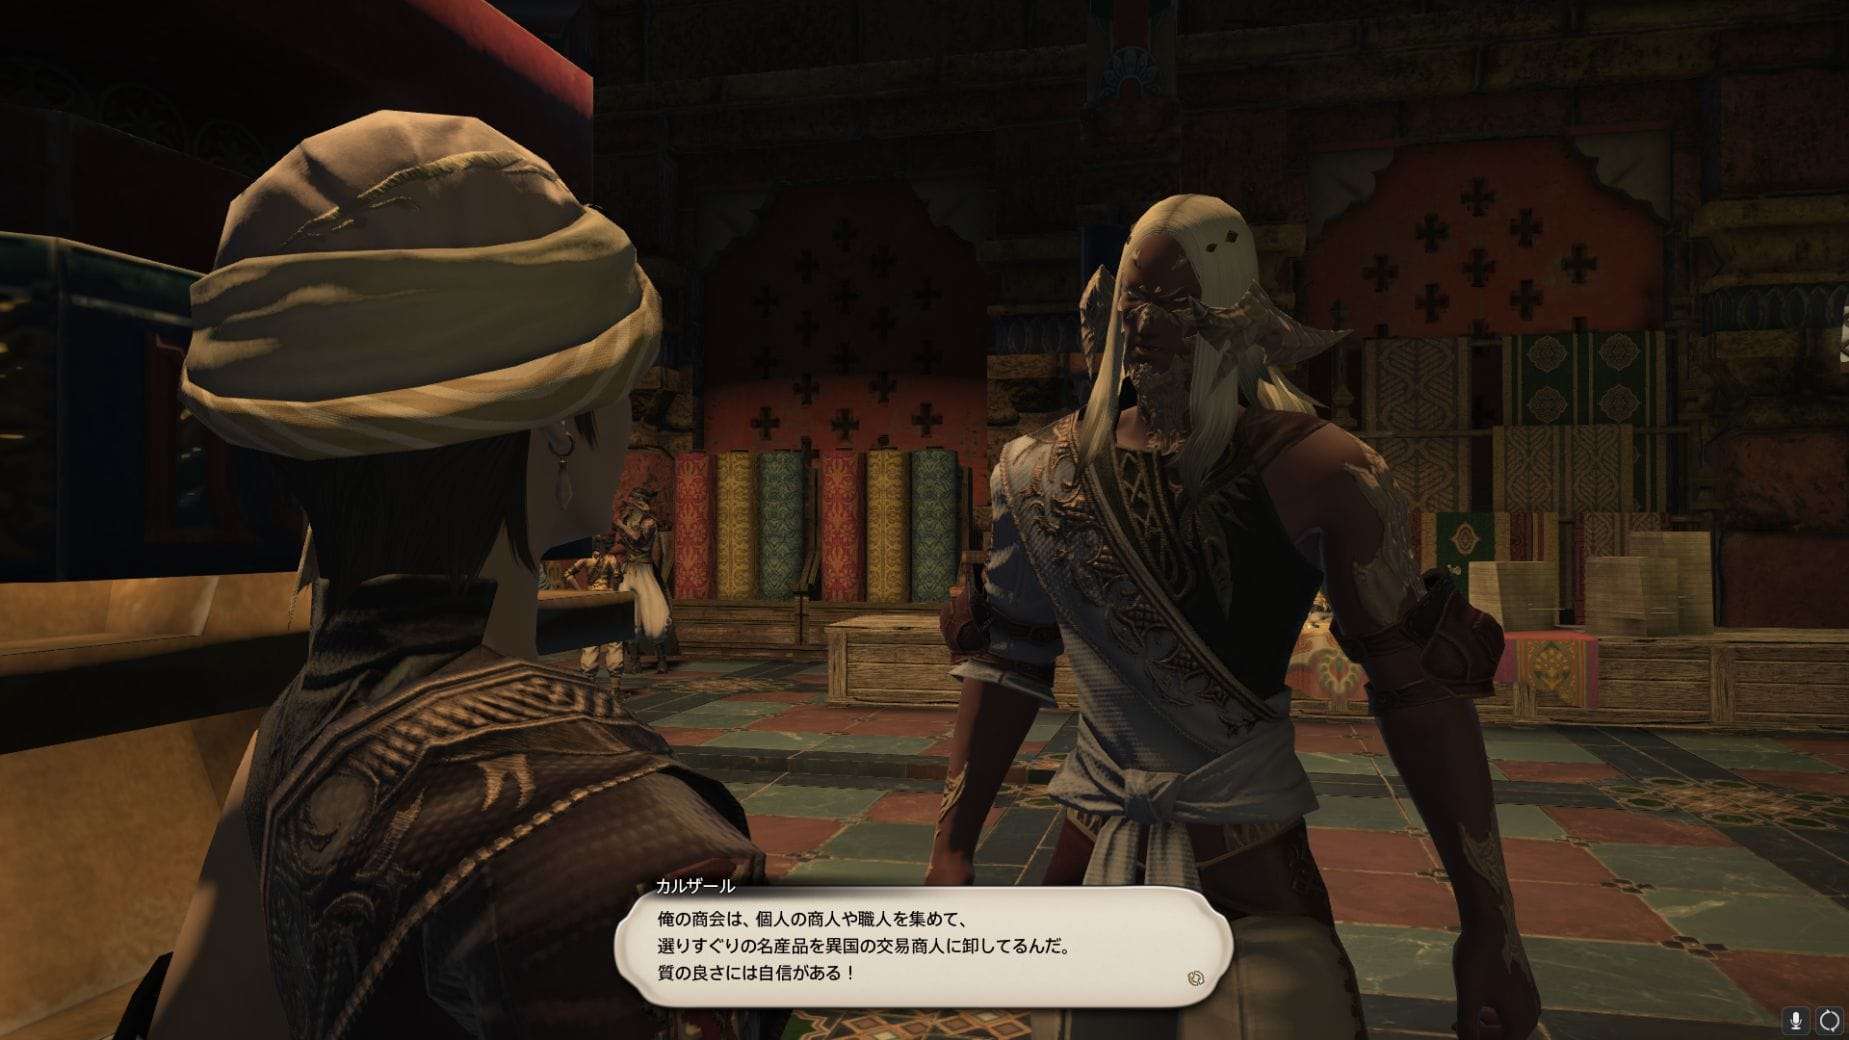 カルザール
俺の商会は、個人の商人や職人を集めて、
選りすぐりの名産品を異国の交易商人に卸してるんだ。
質の良さには自信がある！